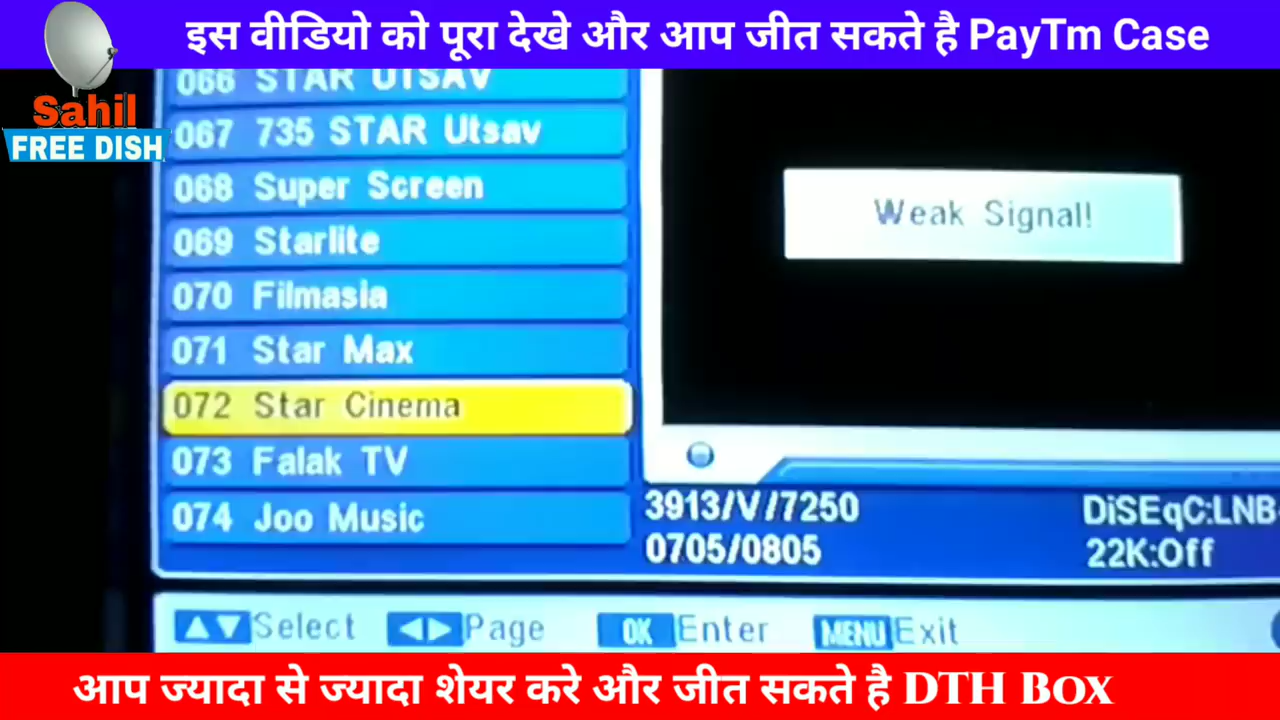 इस वीडियो को पूरा देखे और आप जीत सकते है PayTm Case
Sahil
FREE DISH
066 STAR UTSAV
067 735 STAR Utsav
068 Super Screen
069 Starlite
070 Filmasia
071 Star Max
072 Star Cinema
073 Falak TV
074 Joo Music
Weak Signal!
3913/V/7250
0705/0805
DiSEqC:LNB
22K:Off
Select Page OK Enter MENU Exit
आप ज्यादा से ज्यादा शेयर करे और जीत सकते है DTH Box